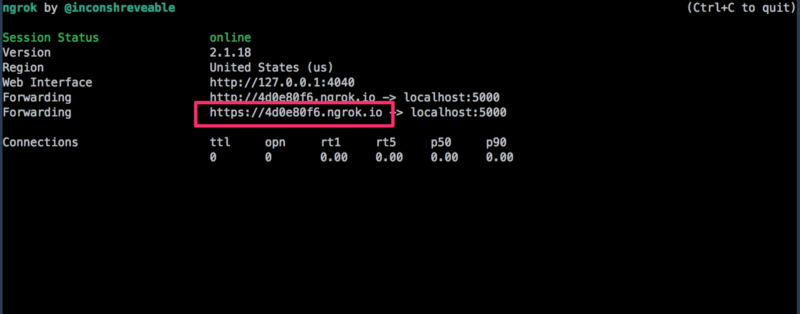 ngrok by @inconshreveable (Ctrl+C to quit)
Session Status online
Version 2.1.18
Region United States (us)
Web Interface http://127.0.0.1:4040
Forwarding http://4d0e80f6.ngrok.io -> localhost:5000
Forwarding https://4d0e80f6.ngrok.io -> localhost:5000
Connections ttl opn rt1 rt5 p50 p90
0 0 0.00 0.00 0.00 0.00